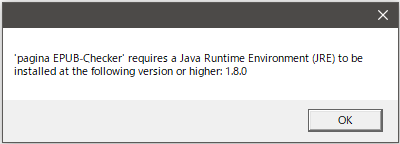 'pagina EPUB-Checker' requires a Java Runtime Environment (JRE) to be
installed at the following version or higher: 1.8.0
OK